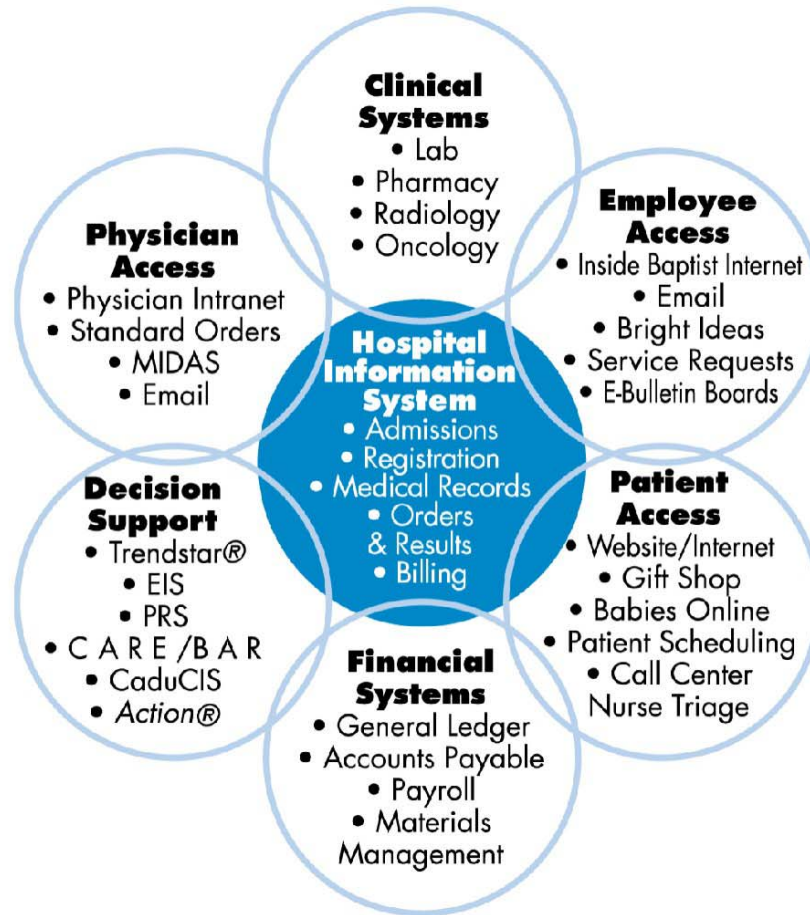 Clinical
Systems
• Lab
• Pharmacy
• Radiology
• Oncology
Physician
Access
• Physician Intranet
• Standard Orders
• MIDAS
• Email
Employee
Access
• Inside Baptist Internet
• Email
• Bright Ideas
• Service Requests
• E-Bulletin Boards
Hospital
Information
System
• Admissions
• Registration
• Medical Records
• Orders
& Results
• Billing
Decision
Support
• Trendstar®
• EIS
• PRS
• C A R E /B A R
• CaduCIS
• Action®
Patient
Access
• Website/Internet
• Gift Shop
• Babies Online
• Patient Scheduling
• Call Center
Nurse Triage
Financial
Systems
• General Ledger
• Accounts Payable
• Payroll
• Materials
Management